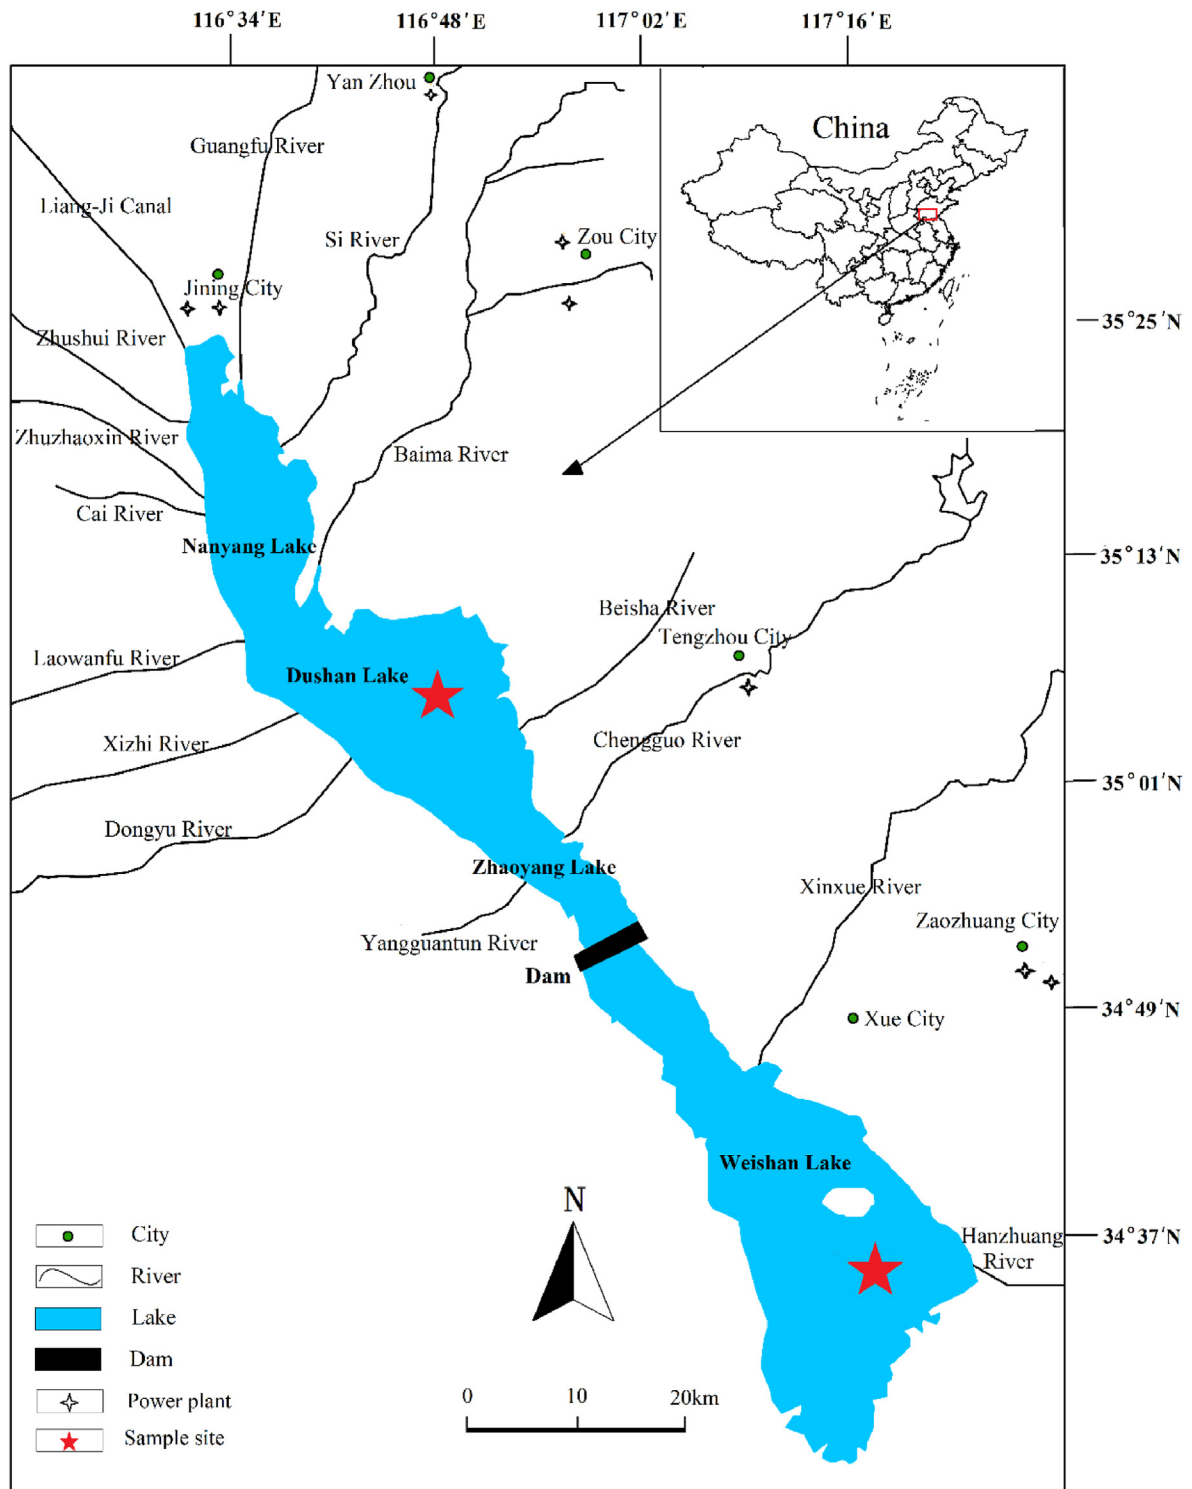 116°34′E
116°48′E
117°02′E
117°16′E
Yan Zhou
China
Guangfu River
Liang-Ji Canal
Si River
Zou City
Jining City
35°25′N
Zhushui River
Zhuzhaoxin River
Baima River
Cai River
Nanyang Lake
35°13′N
Beisha River
Tengzhou City
Laowanfu River
Dushan Lake
Xizhi River
Chengguo River
35°01′N
Dongyu River
Zhaoyang Lake
Xinxue River
Zaozhuang City
Yangguantun River
Dam
34°49′N
Xue City
Weishan Lake
N
34°37′N
Hanzhuang
River
City
River
Lake
Dam
Power plant
Sample site
0 10 20km